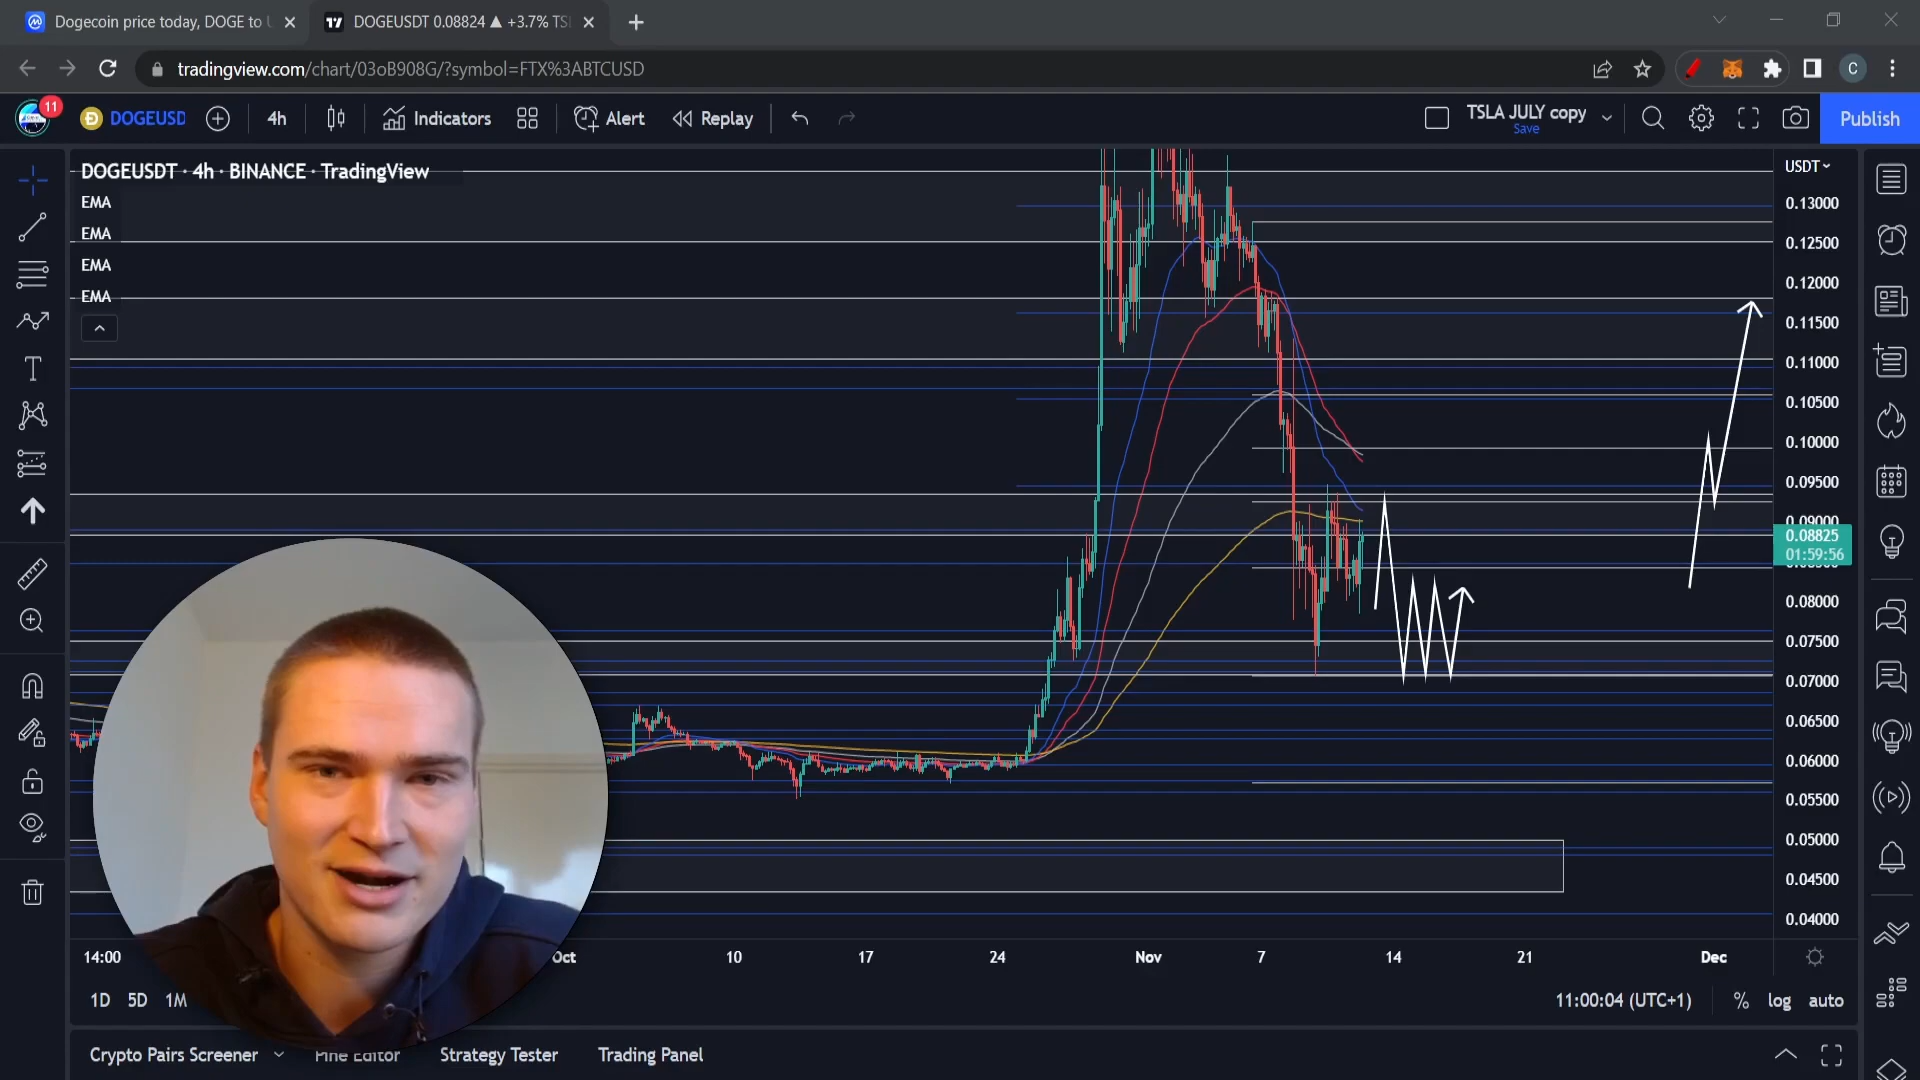 Dogecoin price today, DOGE to U
DOGEUSDT 0.08824 ▲ +3.7% TSL
tradingview.com/chart/03oB908G/?symbol=FTX%3ABTCUSD
C
11
DOGEUSD
4h
Indicators
Alert
Replay
TSLA JULY copy
Save
Publish
DOGEUSDT · 4h · BINANCE · TradingView
EMA
EMA
EMA
EMA
USDT
0.13000
0.12500
0.12000
0.11500
0.11000
0.10500
0.10000
0.09500
0.09000
0.08825
01:59:56
0.08000
0.07500
0.07000
0.06500
0.06000
0.05500
0.05000
0.04500
0.04000
14:00
Oct
10
17
24
Nov
7
14
21
Dec
1D
5D
1M
11:00:04 (UTC+1)
%
log
auto
Crypto Pairs Screener
Pine Editor
Strategy Tester
Trading Panel